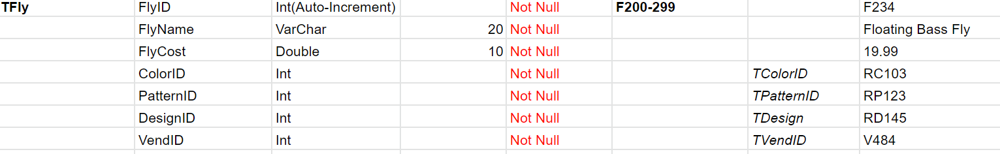 TFly FlyID Int(Auto-Increment) Not Null F200-299 F234
FlyName VarChar 20 Not Null Floating Bass Fly
FlyCost Double 10 Not Null 19.99
ColorID Int Not Null TColorID RC103
PatternID Int Not Null TPatternID RP123
DesignID Int Not Null TDesign RD145
VendID Int Not Null TVendID V484